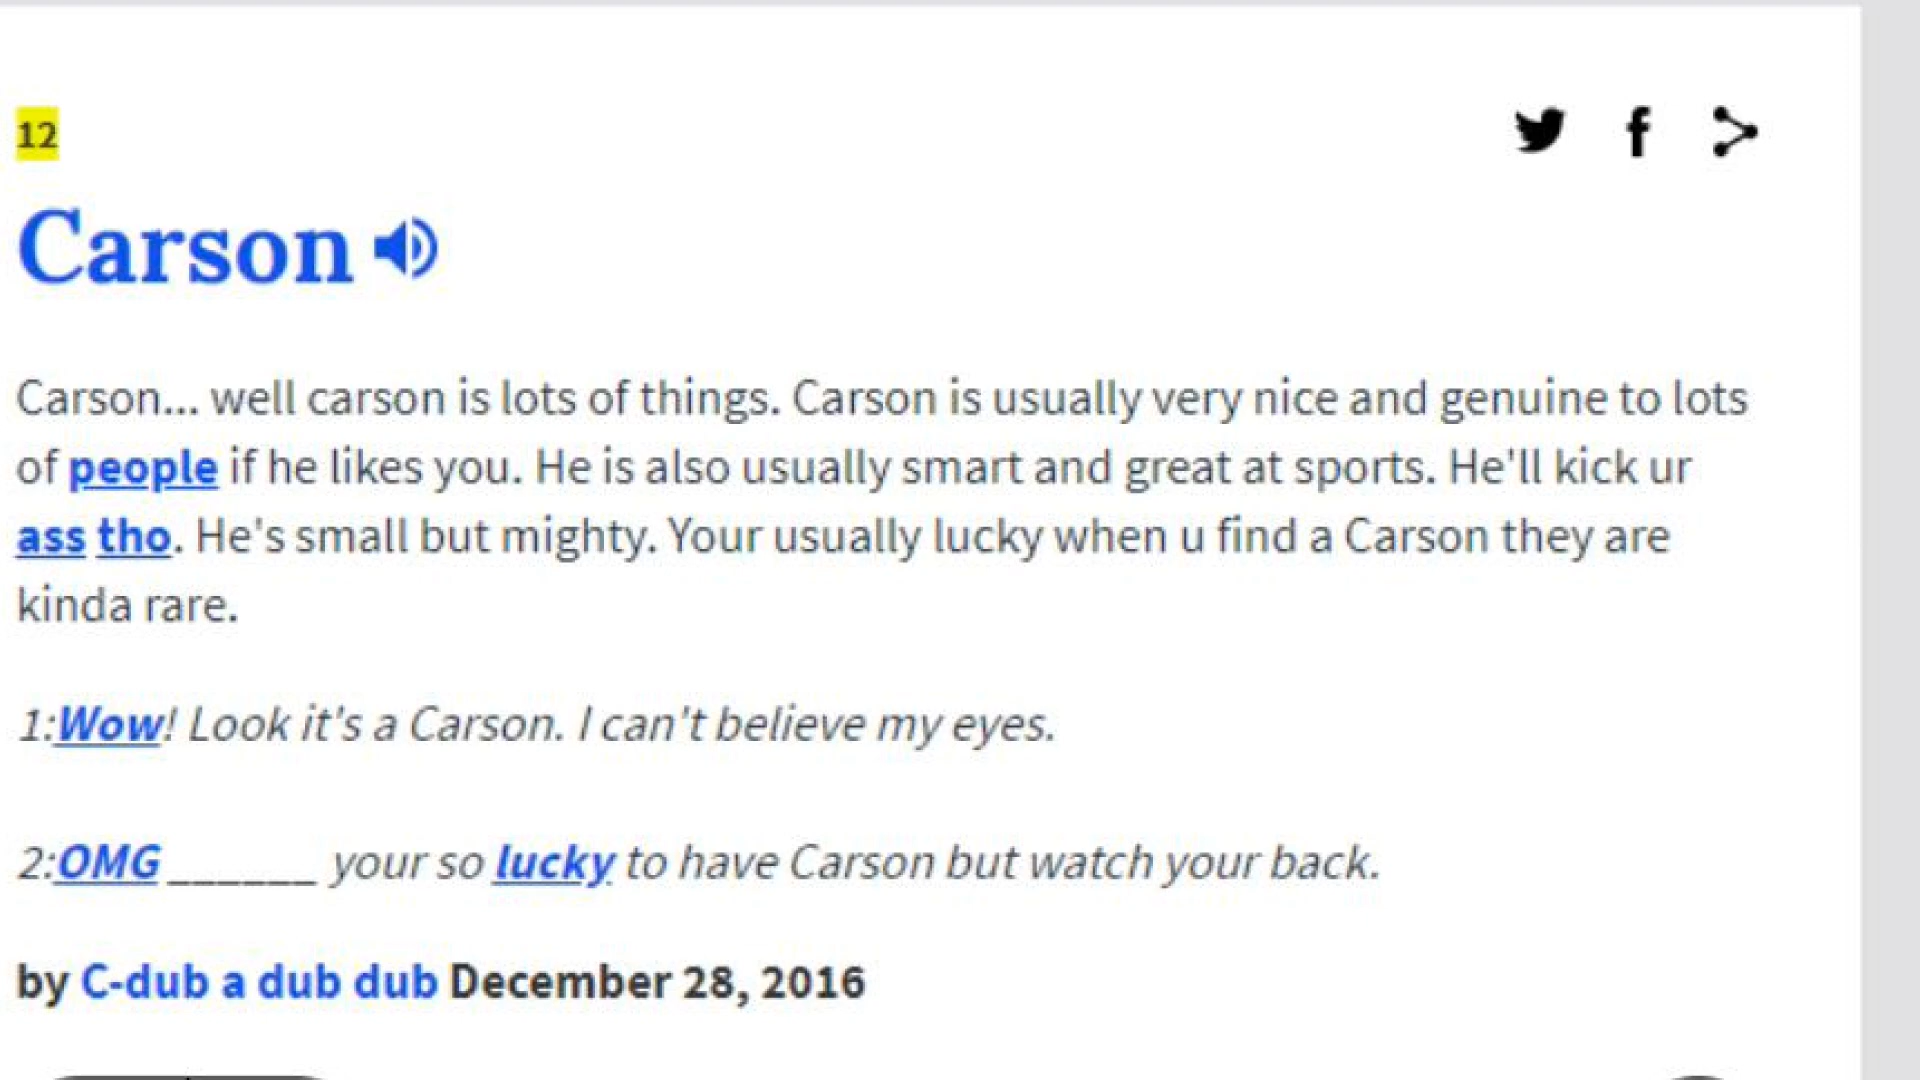 12
Carson
Carson... well carson is lots of things. Carson is usually very nice and genuine to lots
of people if he likes you. He is also usually smart and great at sports. He'll kick ur
ass tho. He's small but mighty. Your usually lucky when u find a Carson they are
kinda rare.
1:Wow! Look it's a Carson. I can't believe my eyes.
2:OMG ______ your so lucky to have Carson but watch your back.
by C-dub a dub dub December 28, 2016